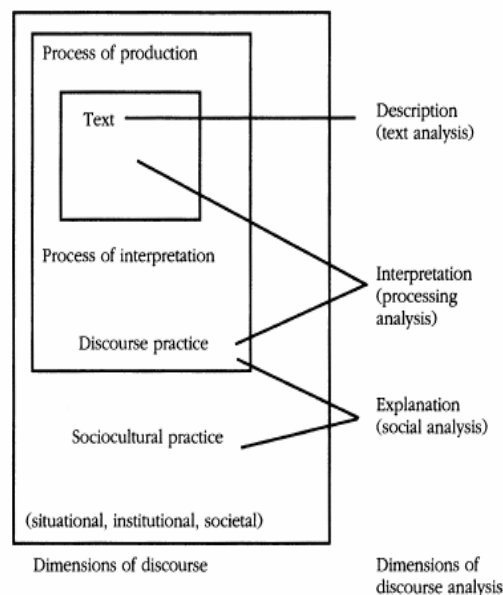 Process of production
Text
Description
(text analysis)
Process of interpretation
Interpretation
(processing
analysis)
Discourse practice
Explanation
(social analysis)
Sociocultural practice
(situational, institutional, societal)
Dimensions of discourse
Dimensions of
discourse analysis